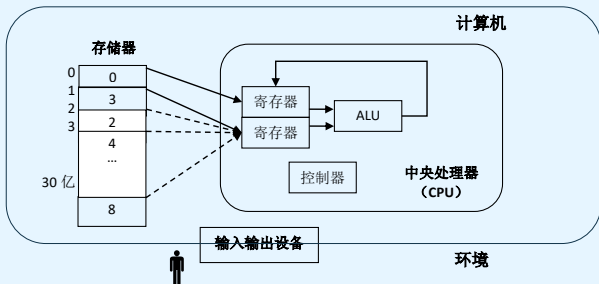 计算机
存储器
0
1
2
3
30 亿
0
3
2
4
...
8
寄存器
寄存器
ALU
控制器
中央处理器
（CPU）
输入输出设备
环境